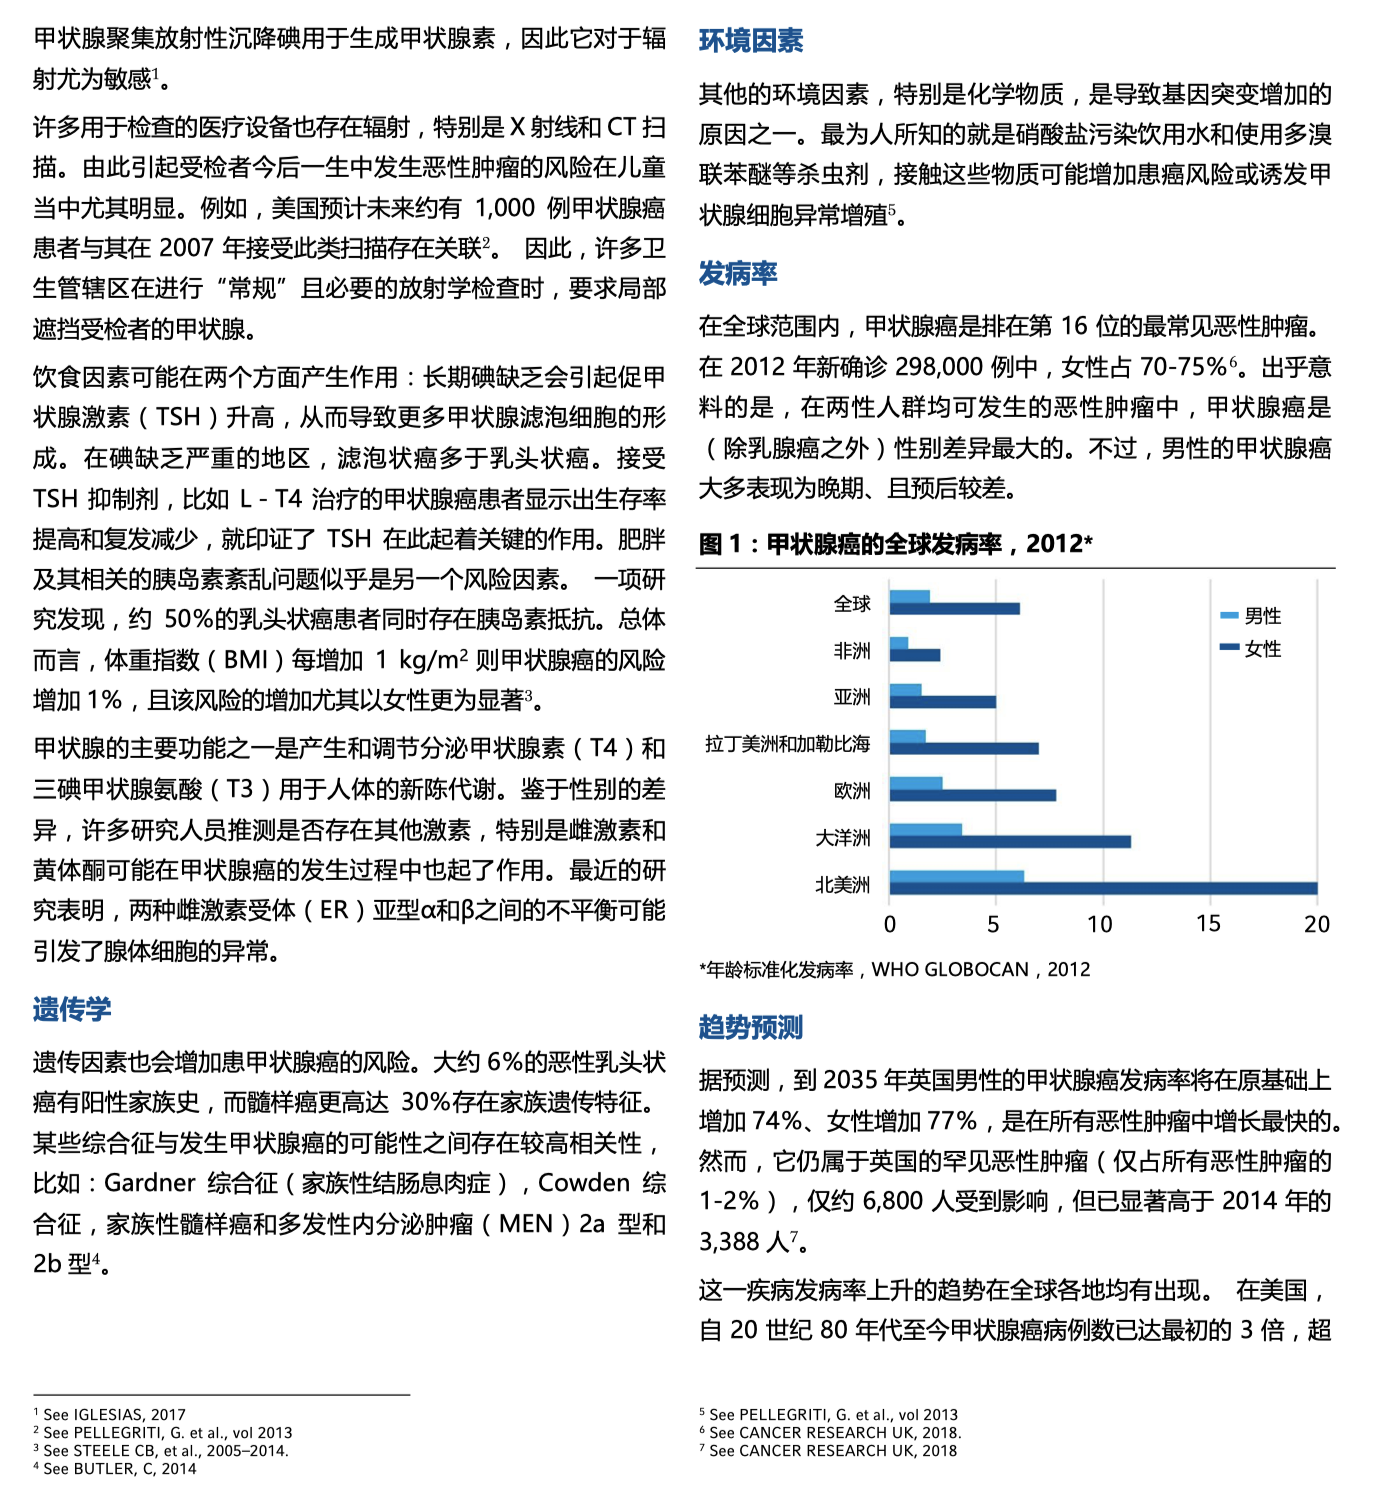 甲状腺聚集放射性沉降碘用于生成甲状腺素，因此它对于辐
射尤为敏感¹。
许多用于检查的医疗设备也存在辐射，特别是 X 射线和 CT 扫
描。由此引起受检者今后一生中发生恶性肿瘤的风险在儿童
当中尤其明显。例如，美国预计未来约有 1,000 例甲状腺癌
患者与其在 2007 年接受此类扫描存在关联²。 因此，许多卫
生管辖区在进行“常规”且必要的放射学检查时，要求局部
遮挡受检者的甲状腺。
饮食因素可能在两个方面产生作用：长期碘缺乏会引起促甲
状腺激素（TSH）升高，从而导致更多甲状腺滤泡细胞的形
成。在碘缺乏严重的地区，滤泡状癌多于乳头状癌。接受
TSH 抑制剂，比如 L - T4 治疗的甲状腺癌患者显示出生存率
提高和复发减少，就印证了 TSH 在此起着关键的作用。肥胖
及其相关的胰岛素紊乱问题似乎是另一个风险因素。 一项研
究发现，约 50%的乳头状癌患者同时存在胰岛素抵抗。总体
而言，体重指数（BMI）每增加 1 kg/m² 则甲状腺癌的风险
增加 1%，且该风险的增加尤其以女性更为显著³。
甲状腺的主要功能之一是产生和调节分泌甲状腺素（T4）和
三碘甲状腺氨酸（T3）用于人体的新陈代谢。鉴于性别的差
异，许多研究人员推测是否存在其他激素，特别是雌激素和
黄体酮可能在甲状腺癌的发生过程中也起了作用。最近的研
究表明，两种雌激素受体（ER）亚型α和β之间的不平衡可能
引发了腺体细胞的异常。
遗传学
遗传因素也会增加患甲状腺癌的风险。大约 6%的恶性乳头状
癌有阳性家族史，而髓样癌更高达 30%存在家族遗传特征。
某些综合征与发生甲状腺癌的可能性之间存在较高相关性，
比如：Gardner 综合征（家族性结肠息肉症），Cowden 综
合征，家族性髓样癌和多发性内分泌肿瘤（MEN）2a 型和
2b 型⁴。
¹ See IGLESIAS, 2017
² See PELLEGRITI, G. et al., vol 2013
³ See STEELE CB, et al., 2005–2014.
⁴ See BUTLER, C, 2014
环境因素
其他的环境因素，特别是化学物质，是导致基因突变增加的
原因之一。最为人所知的就是硝酸盐污染饮用水和使用多溴
联苯醚等杀虫剂，接触这些物质可能增加患癌风险或诱发甲
状腺细胞异常增殖⁵。
发病率
在全球范围内，甲状腺癌是排在第 16 位的最常见恶性肿瘤。
在 2012 年新确诊 298,000 例中，女性占 70-75%⁶。出乎意
料的是，在两性人群均可发生的恶性肿瘤中，甲状腺癌是
（除乳腺癌之外）性别差异最大的。不过，男性的甲状腺癌
大多表现为晚期、且预后较差。
图 1：甲状腺癌的全球发病率，2012*
全球
非洲
亚洲
拉丁美洲和加勒比海
欧洲
大洋洲
北美洲
男性
女性
0 5 10 15 20
*年龄标准化发病率，WHO GLOBOCAN，2012
趋势预测
据预测，到 2035 年英国男性的甲状腺癌发病率将在原基础上
增加 74%、女性增加 77%，是在所有恶性肿瘤中增长最快的。
然而，它仍属于英国的罕见恶性肿瘤（仅占所有恶性肿瘤的
1-2%），仅约 6,800 人受到影响，但已显著高于 2014 年的
3,388 人⁷。
这一疾病发病率上升的趋势在全球各地均有出现。 在美国，
自 20 世纪 80 年代至今甲状腺癌病例数已达最初的 3 倍，超
⁵ See PELLEGRITI, G. et al., vol 2013
⁶ See CANCER RESEARCH UK, 2018.
⁷ See CANCER RESEARCH UK, 2018